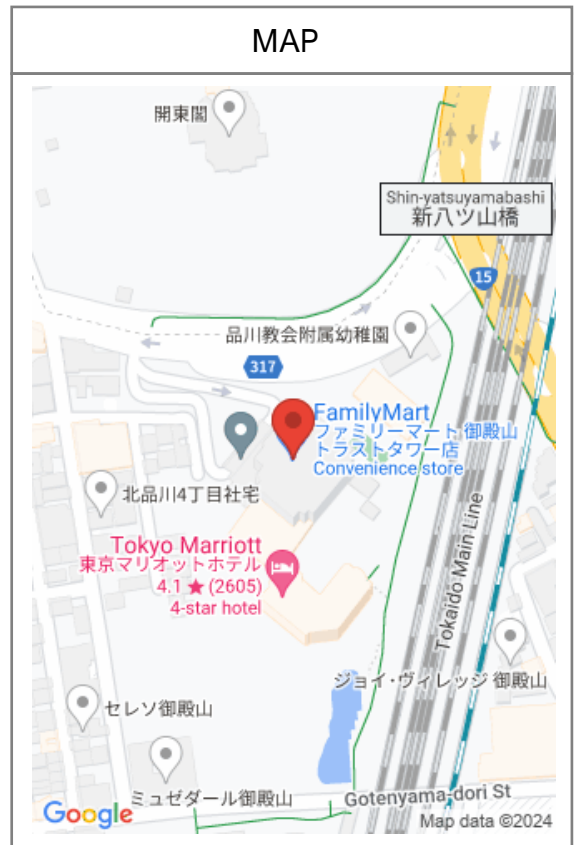 MAP
開東閣
Shin-yatsuyamabashi
新八ツ山橋
15
品川教会附属幼稚園
317
FamilyMart
ファミリーマート 御殿山
トラストタワー店
Convenience store
北品川4丁目社宅
Tokyo Marriott
東京マリオットホテル
4.1 ★ (2605)
4-star hotel
Tokaido Main Line
ジョイ・ヴィレッジ 御殿山
セレソ御殿山
ミュゼダール御殿山
Gotenyama-dori St
Google
Map data ©2024